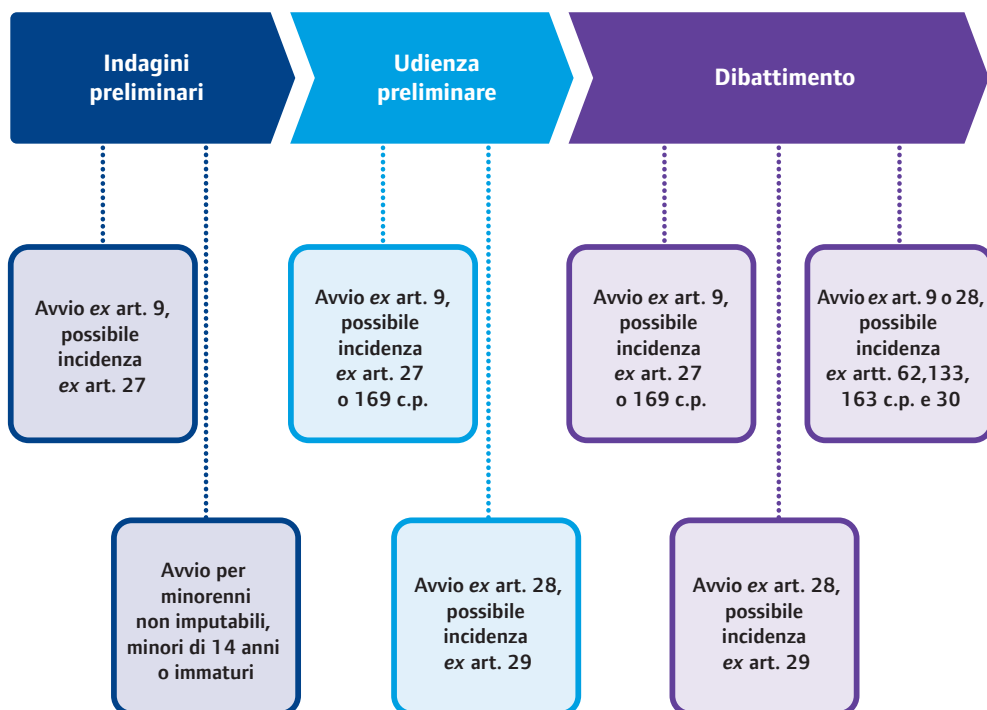 Indagini
preliminari
Udienza
preliminare
Dibattimento
Avvio ex art. 9,
possibile
incidenza
ex art. 27
Avvio ex art. 9,
possibile
incidenza
ex art. 27
o 169 c.p.
Avvio ex art. 9,
possibile
incidenza
ex art. 27
o 169 c.p.
Avvio ex art. 9 o 28,
possibile
incidenza
ex artt. 62,133,
163 c.p. e 30
Avvio per
minorenni
non imputabili,
minori di 14 anni
o immaturi
Avvio ex art. 28,
possibile
incidenza
ex art. 29
Avvio ex art. 28,
possibile
incidenza
ex art. 29